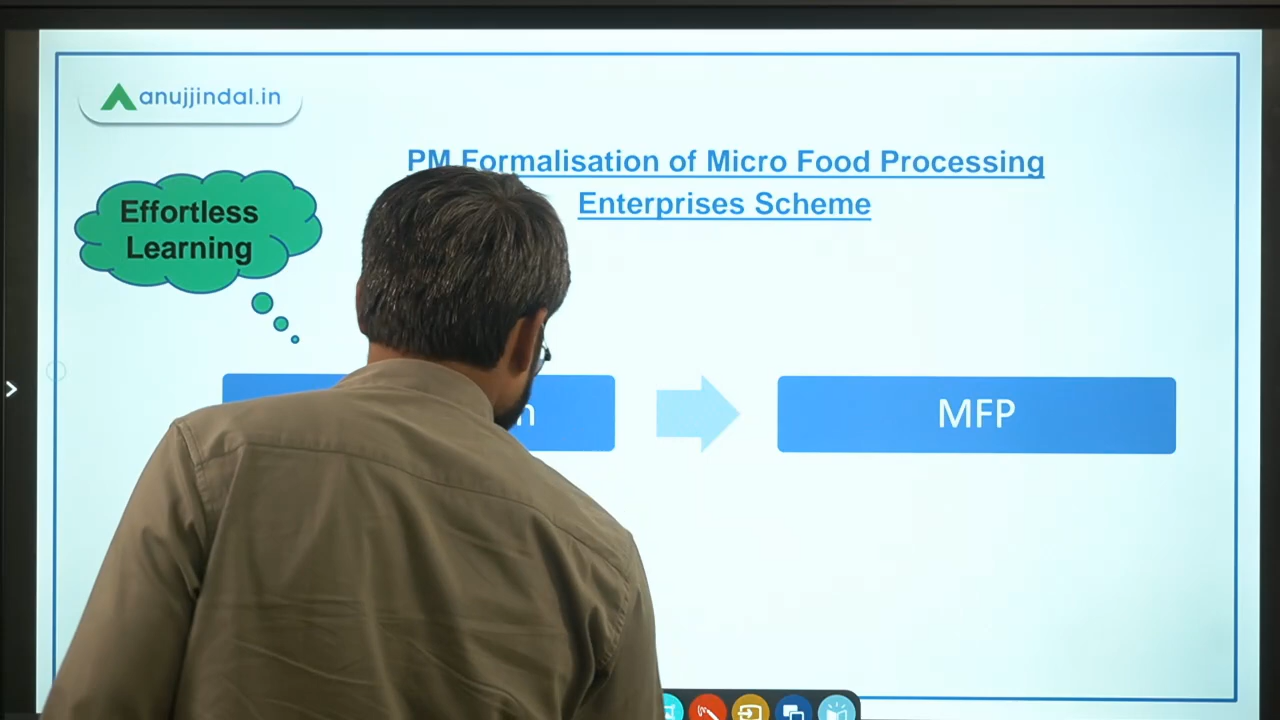 anujjindal.in
PM Formalisation of Micro Food Processing
Enterprises Scheme
Effortless
Learning
MFP